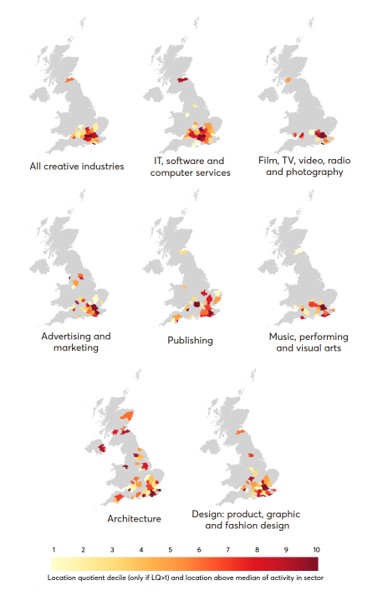 All creative industries
IT, software and
computer services
Film, TV, video, radio
and photography
Advertising and
marketing
Publishing
Music, performing
and visual arts
Architecture
Design: product, graphic
and fashion design
1 2 3 4 5 6 7 8 9 10
Location quotient decile (only if LQ>1) and location above median of activity in sector